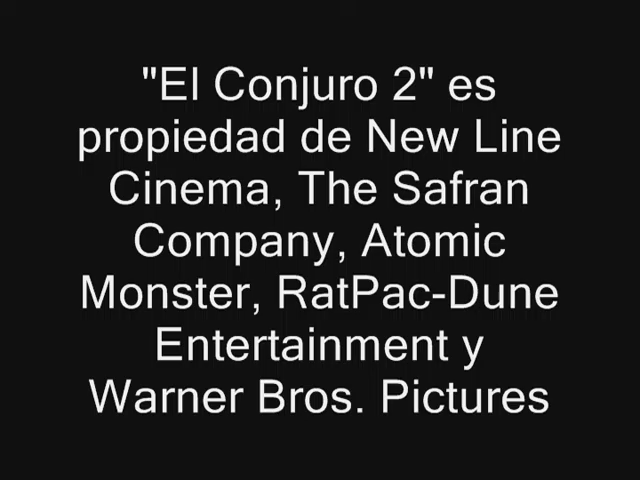 "El Conjuro 2" es
propiedad de New Line
Cinema, The Safran
Company, Atomic
Monster, RatPac-Dune
Entertainment y
Warner Bros. Pictures